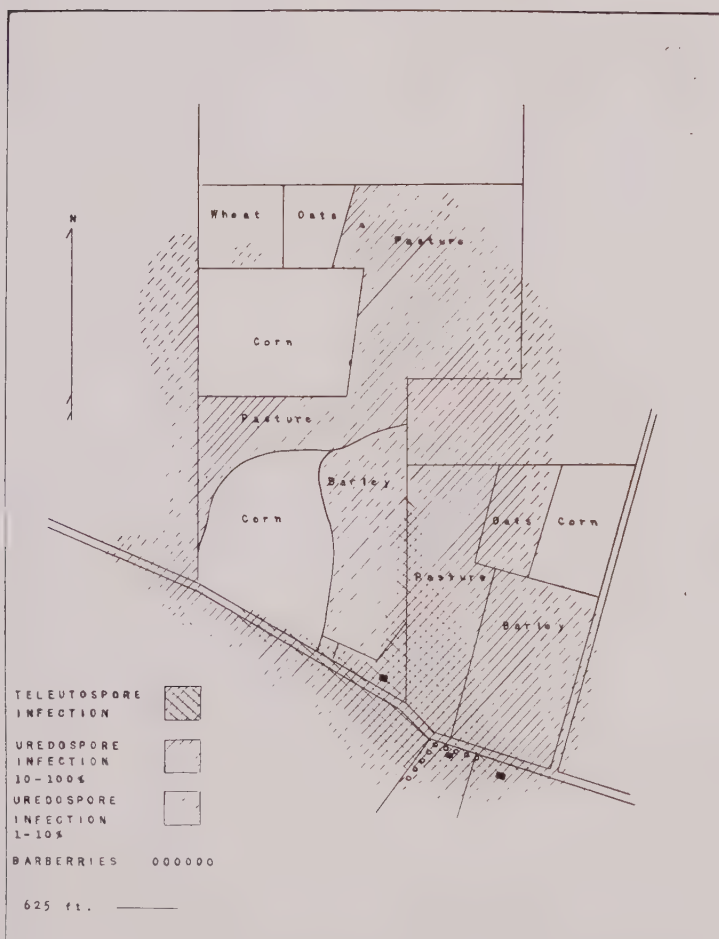 N
Wheat
Oats
Pasture
Corn
Pasture
Barley
Corn
Oats
Corn
Pasture
Barley
TELEUTOSPORE
INFECTION
UREDOSPORE
INFECTION
10-100%
UREDOSPORE
INFECTION
1-10%
BARBERRIES 000000
625 ft.